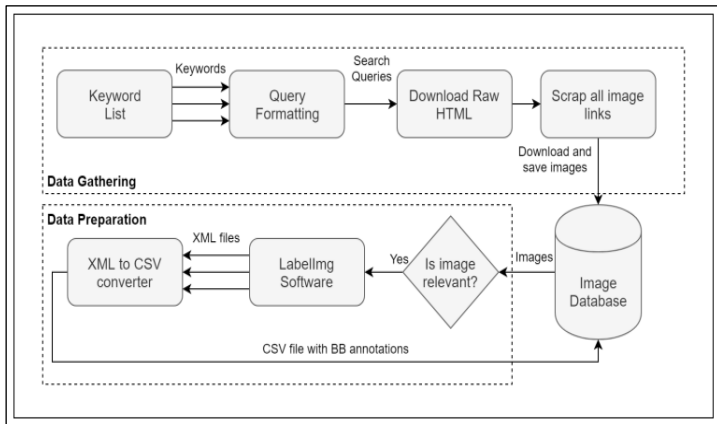 Keywords
Search
Queries
Keyword
List
Query
Formatting
Download Raw
HTML
Scrap all image
links
Download and
save images
Data Gathering
Data Preparation
XML files
XML to CSV
converter
LabelImg
Software
Yes
Is image
relevant?
Images
Image
Database
CSV file with BB annotations